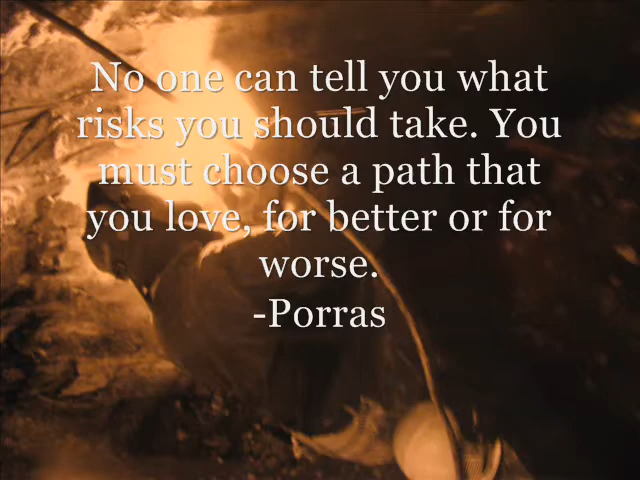 No one can tell you what
risks you should take. You
must choose a path that
you love, for better or for
worse.
-Porras